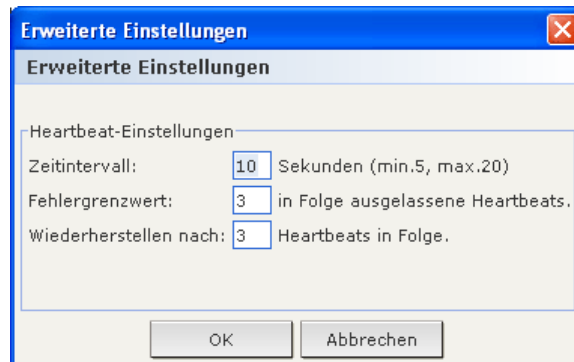 Erweiterte Einstellungen
Erweiterte Einstellungen
Heartbeat-Einstellungen
Zeitintervall: 10 Sekunden (min.5, max.20)
Fehlergrenzwert: 3 in Folge ausgelassene Heartbeats.
Wiederherstellen nach: 3 Heartbeats in Folge.
OK Abbrechen